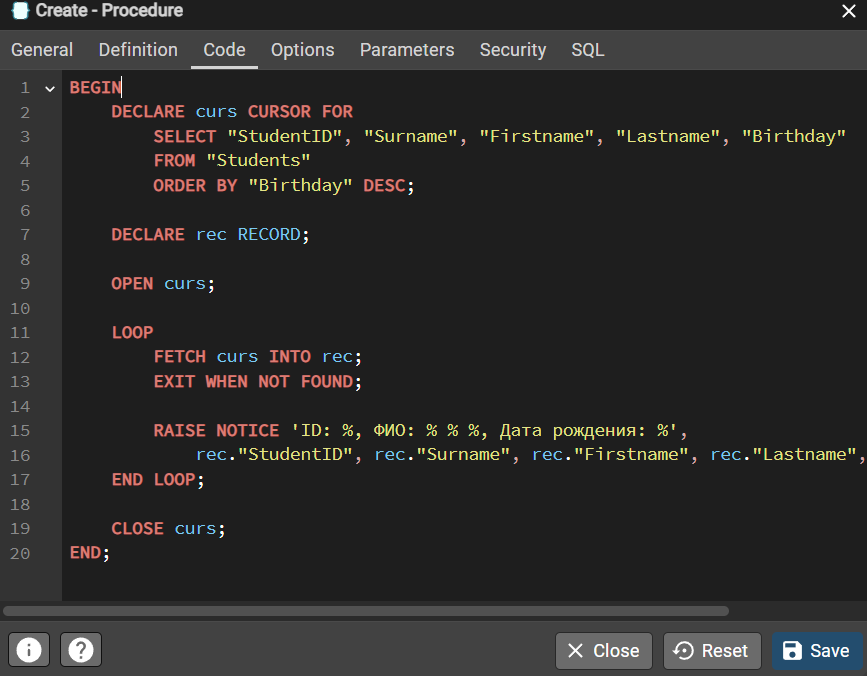 Create - Procedure
General Definition Code Options Parameters Security SQL
1 BEGIN
2 DECLARE curs CURSOR FOR
3 SELECT "StudentID", "Surname", "Firstname", "Lastname", "Birthday"
4 FROM "Students"
5 ORDER BY "Birthday" DESC;
6
7 DECLARE rec RECORD;
8
9 OPEN curs;
10
11 LOOP
12 FETCH curs INTO rec;
13 EXIT WHEN NOT FOUND;
14
15 RAISE NOTICE 'ID: %, ФИО: % % %, Дата рождения: %',
16 rec."StudentID", rec."Surname", rec."Firstname", rec."Lastname",
17 END LOOP;
18
19 CLOSE curs;
20 END;
Close Reset Save